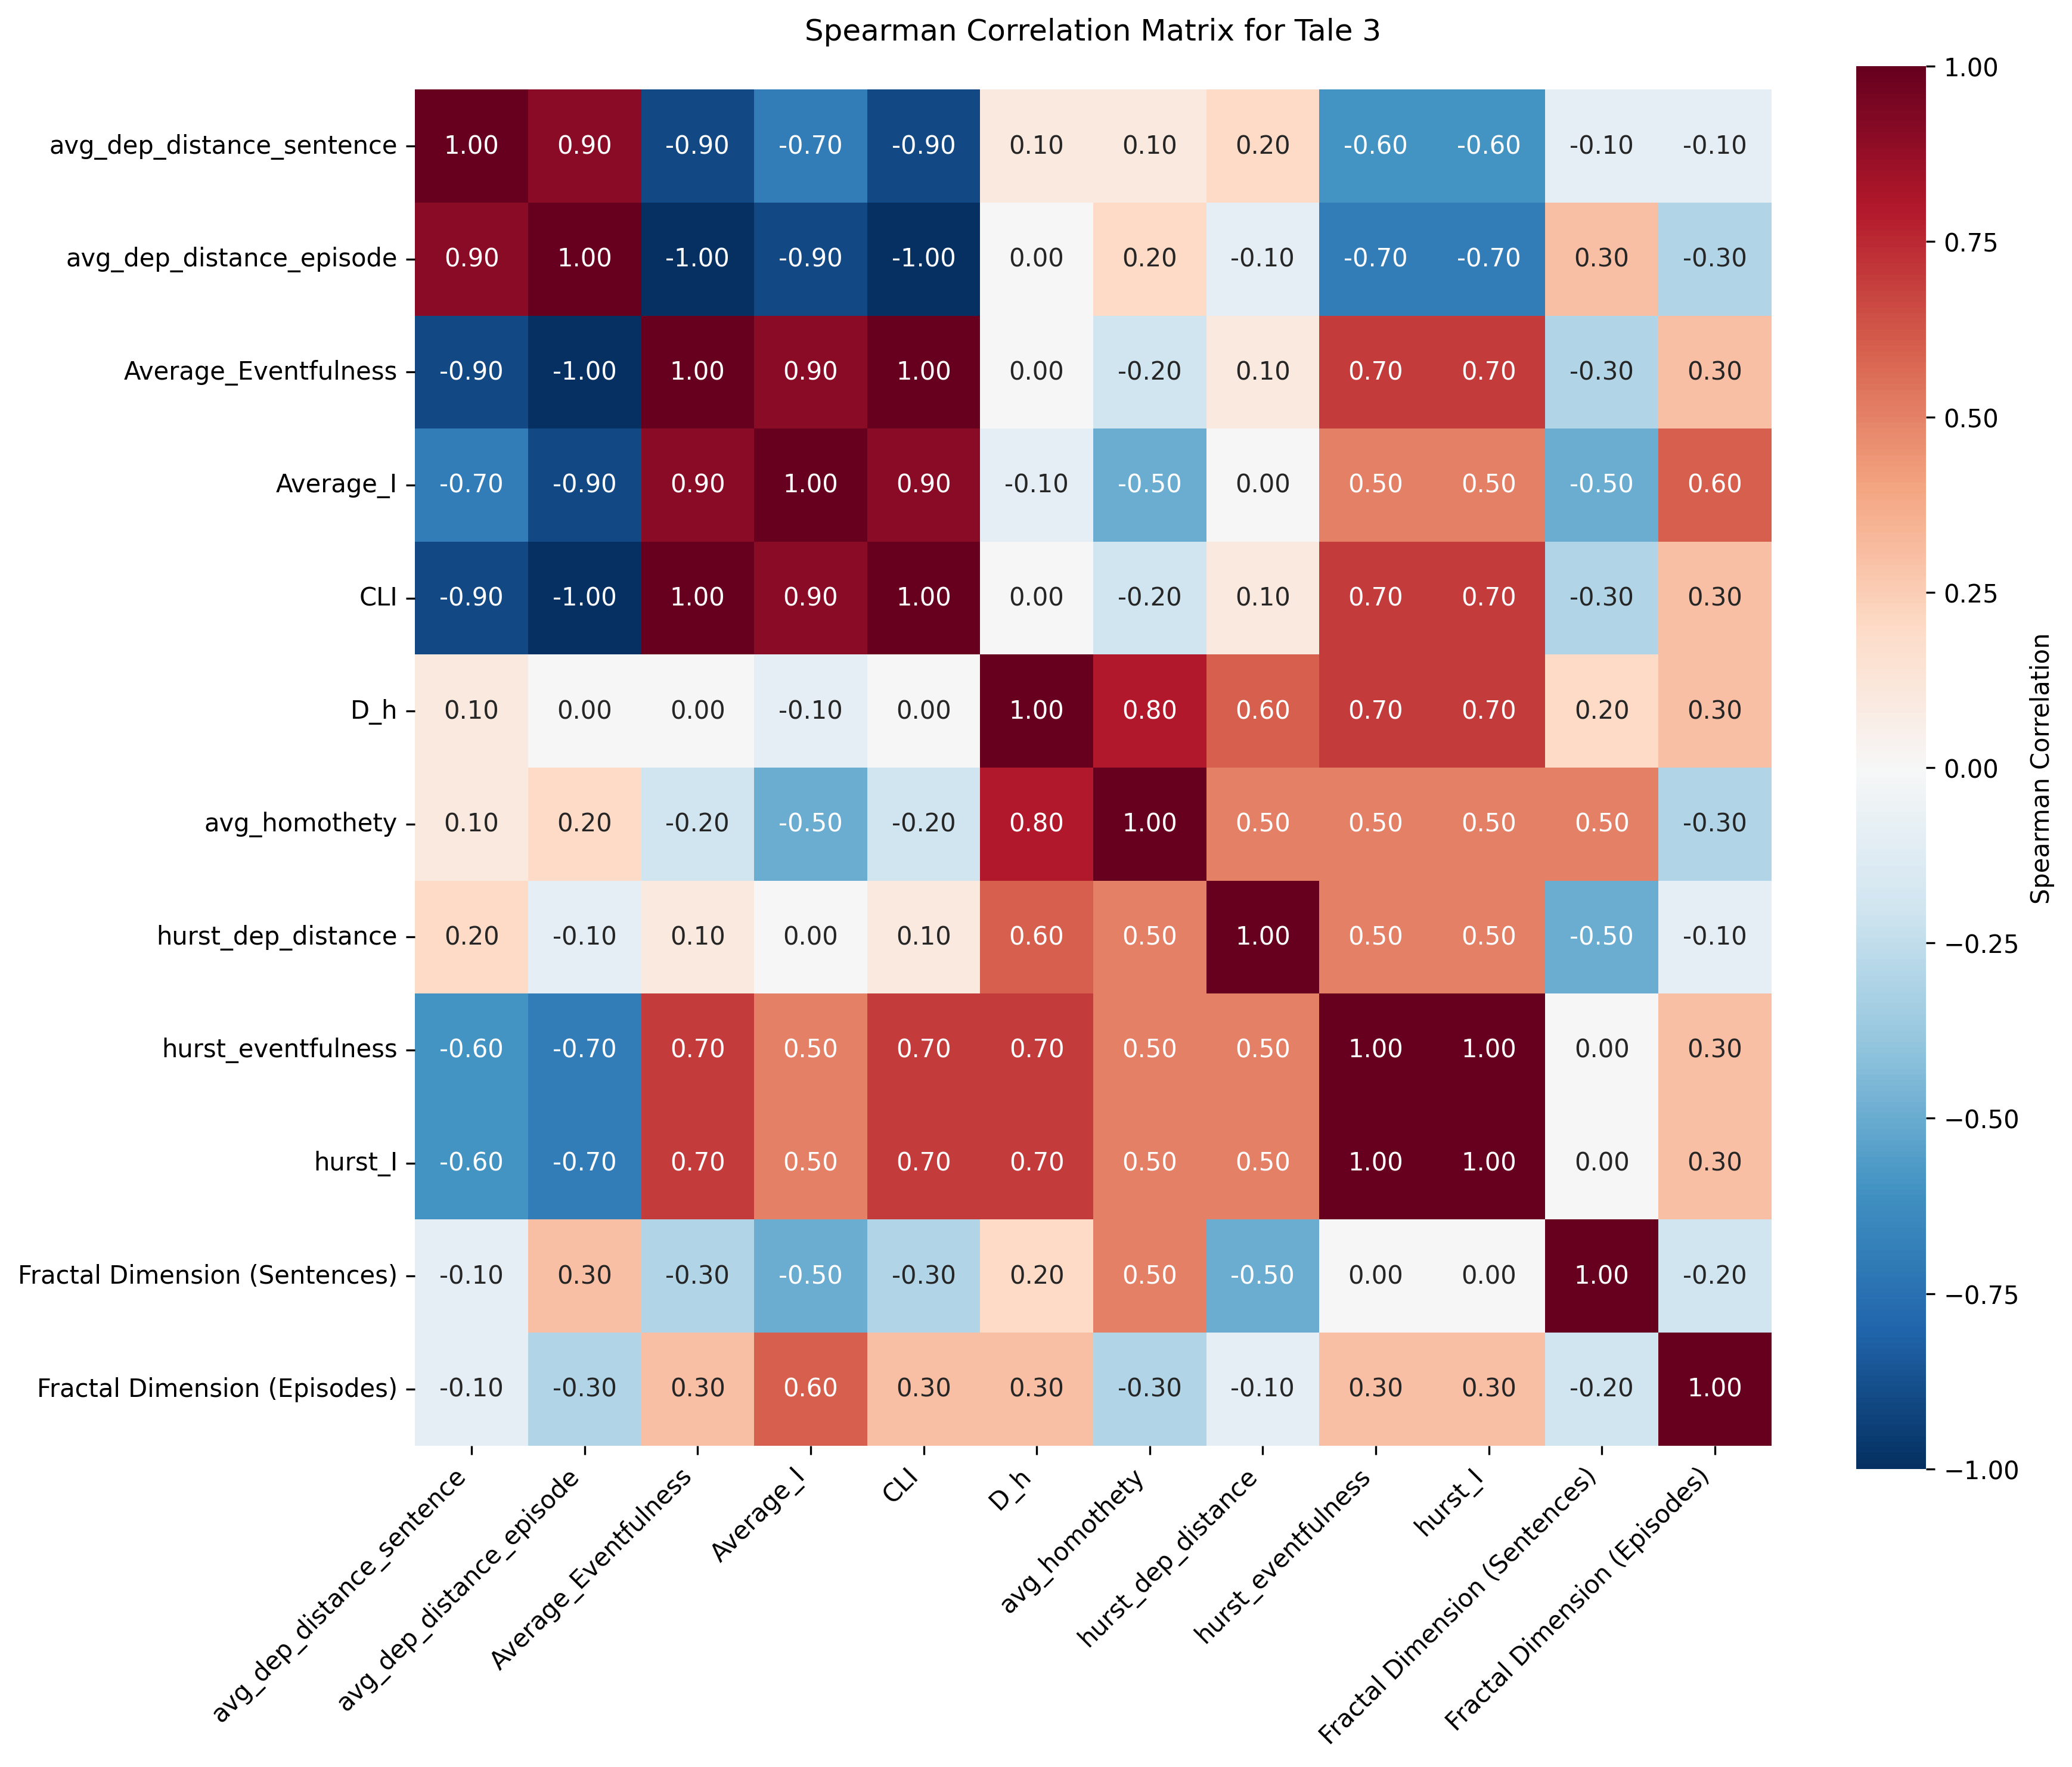 Spearman Correlation Matrix for Tale 3
avg_dep_distance_sentence 1.00 0.90 -0.90 -0.70 -0.90 0.10 0.10 0.20 -0.60 -0.60 -0.10 -0.10
avg_dep_distance_episode 0.90 1.00 -1.00 -0.90 -1.00 0.00 0.20 -0.10 -0.70 -0.70 0.30 -0.30
Average_Eventfulness -0.90 -1.00 1.00 0.90 1.00 0.00 -0.20 0.10 0.70 0.70 -0.30 0.30
Average_I -0.70 -0.90 0.90 1.00 0.90 -0.10 -0.50 0.00 0.50 0.50 -0.50 0.60
CLI -0.90 -1.00 1.00 0.90 1.00 0.00 -0.20 0.10 0.70 0.70 -0.30 0.30
D_h 0.10 0.00 0.00 -0.10 0.00 1.00 0.80 0.60 0.70 0.70 0.20 0.30
avg_homothety 0.10 0.20 -0.20 -0.50 -0.20 0.80 1.00 0.50 0.50 0.50 0.50 -0.30
hurst_dep_distance 0.20 -0.10 0.10 0.00 0.10 0.60 0.50 1.00 0.50 0.50 -0.50 -0.10
hurst_eventfulness -0.60 -0.70 0.70 0.50 0.70 0.70 0.50 0.50 1.00 1.00 0.00 0.30
hurst_I -0.60 -0.70 0.70 0.50 0.70 0.70 0.50 0.50 1.00 1.00 0.00 0.30
Fractal Dimension (Sentences) -0.10 0.30 -0.30 -0.50 -0.30 0.20 0.50 -0.50 0.00 0.00 1.00 -0.20
Fractal Dimension (Episodes) -0.10 -0.30 0.30 0.60 0.30 0.30 -0.30 -0.10 0.30 0.30 -0.20 1.00
avg_dep_distance_sentence
avg_dep_distance_episode
Average_Eventfulness
Average_I
CLI
D_h
avg_homothety
hurst_dep_distance
hurst_eventfulness
hurst_I
Fractal Dimension (Sentences)
Fractal Dimension (Episodes)
1.00
0.75
0.50
0.25
0.00
−0.25
−0.50
−0.75
−1.00
Spearman Correlation